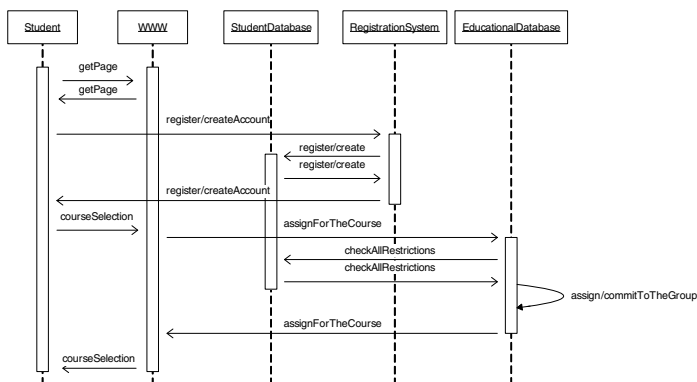 Student
WWW
StudentDatabase
RegistrationSystem
EducationalDatabase
getPage
getPage
register/createAccount
register/create
register/create
register/createAccount
courseSelection
assignForTheCourse
checkAllRestrictions
checkAllRestrictions
assign/commitToTheGroup
assignForTheCourse
courseSelection